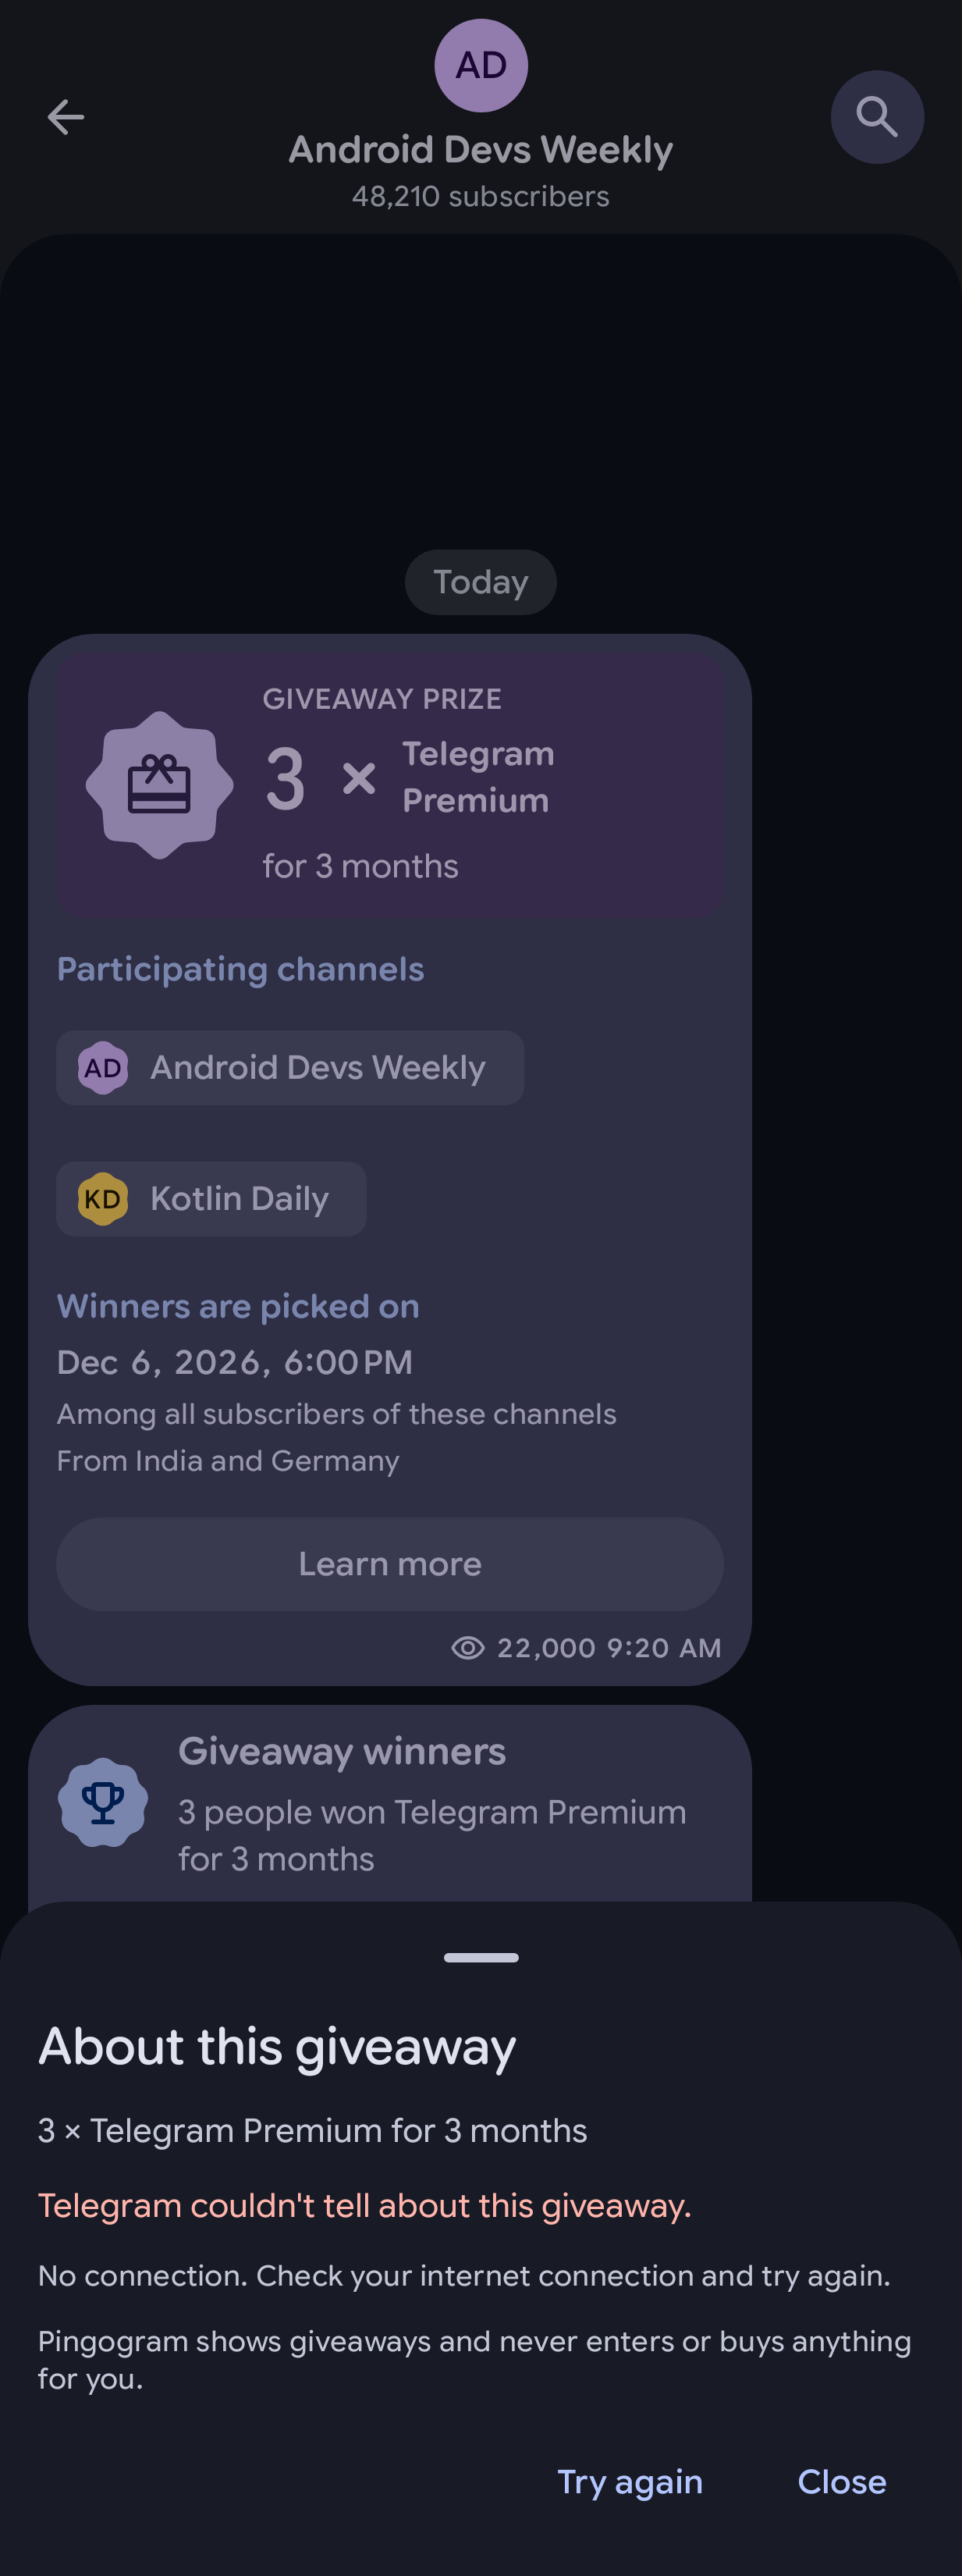 AD
Android Devs Weekly
48,210 subscribers
Today
GIVEAWAY PRIZE
3 × Telegram Premium
for 3 months
Participating channels
AD Android Devs Weekly
KD Kotlin Daily
Winners are picked on
Dec 6, 2026, 6:00 PM
Among all subscribers of these channels
From India and Germany
Learn more
22,000 9:20 AM
Giveaway winners
3 people won Telegram Premium
for 3 months
About this giveaway
3 × Telegram Premium for 3 months
Telegram couldn't tell about this giveaway.
No connection. Check your internet connection and try again.
Pingogram shows giveaways and never enters or buys anything
for you.
Try again Close